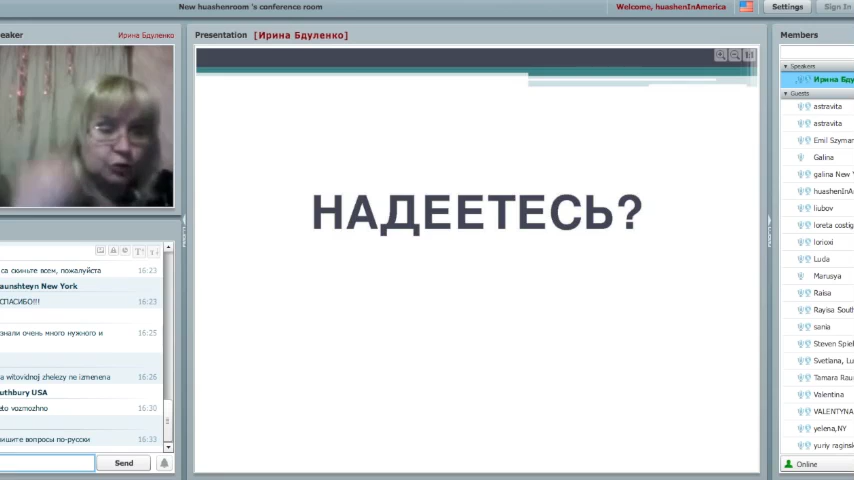 New huashenroom 's conference room
Welcome, huashenInAmerica
Settings
Sign In
eaker
Ирина Бдуленко
Presentation
[Ирина Бдуленко]
1:1
НАДЕЕТЕСЬ?
са скиньте всем, пожалуйста 16:23
aunshteyn New York
СПАСИБО!!! 16:23
знали очень много нужного и 16:25
a witovidnoj zhelezy ne izmenena 16:26
uthbury USA
eto vozmozhno 16:30
ишите вопросы по-русски 16:33
Send
Members
Speakers
Ирина Бду
Guests
astravita
astravita
Emil Szyman
Galina
galina New Y
huashenInA
liubov
loreta costig
lorioxi
Luda
Marusya
Raisa
Rayisa South
sania
Steven Spiel
Svetlana, Lu
Tamara Rau
Valentina
VALENTYNA
yelena,NY
yuriy raginsk
Online